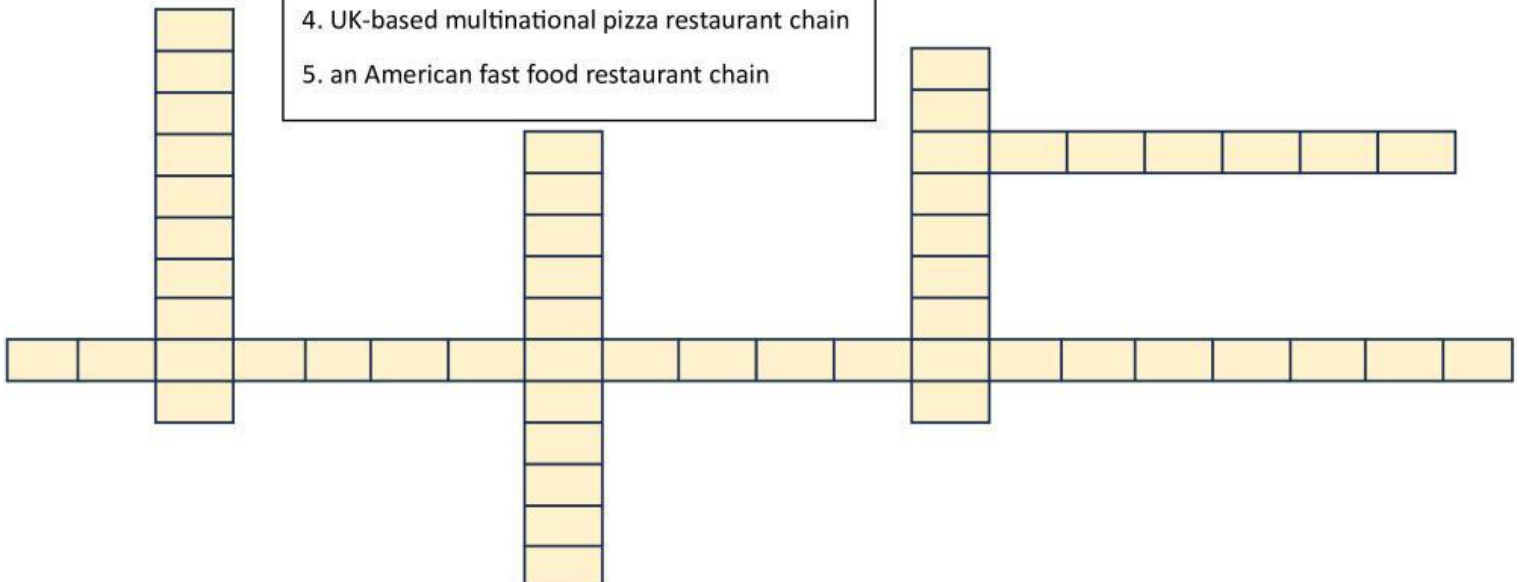 4. UK-based multinational pizza restaurant chain
5. an American fast food restaurant chain